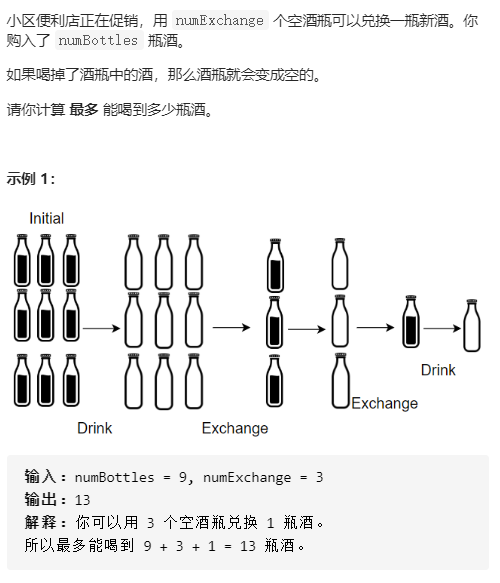 小区便利店正在促销，用 numExchange 个空酒瓶可以兑换一瓶新酒。你
购入了 numBottles 瓶酒。
如果喝掉了酒瓶中的酒，那么酒瓶就会变成空的。
请你计算 最多 能喝到多少瓶酒。
示例 1：
Initial
Drink
Exchange
Exchange
Drink
输入：numBottles = 9, numExchange = 3
输出：13
解释：你可以用 3 个空酒瓶兑换 1 瓶酒。
所以最多能喝到 9 + 3 + 1 = 13 瓶酒。